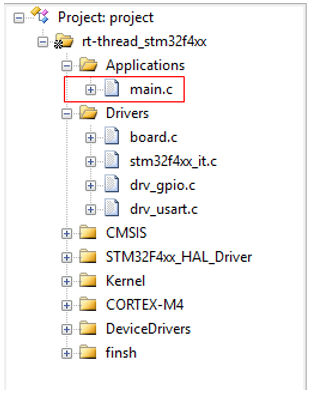 Project: project
rt-thread_stm32f4xx
Applications
main.c
Drivers
board.c
stm32f4xx_it.c
drv_gpio.c
drv_usart.c
CMSIS
STM32F4xx_HAL_Driver
Kernel
CORTEX-M4
DeviceDrivers
finsh